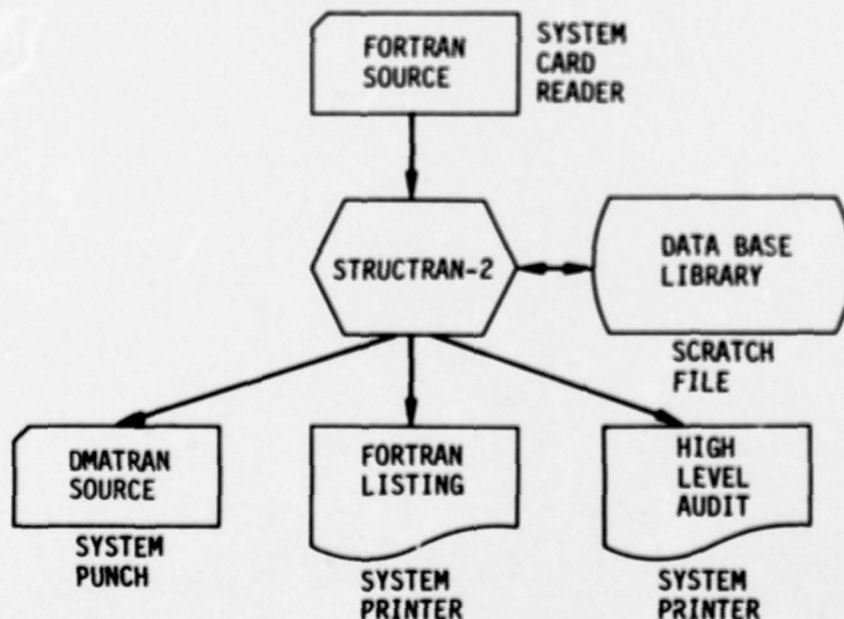 FORTRAN
SOURCE
SYSTEM
CARD
READER
STRUCTRAN-2
DATA BASE
LIBRARY
SCRATCH
FILE
DMATRAN
SOURCE
SYSTEM
PUNCH
FORTRAN
LISTING
SYSTEM
PRINTER
HIGH
LEVEL
AUDIT
SYSTEM
PRINTER